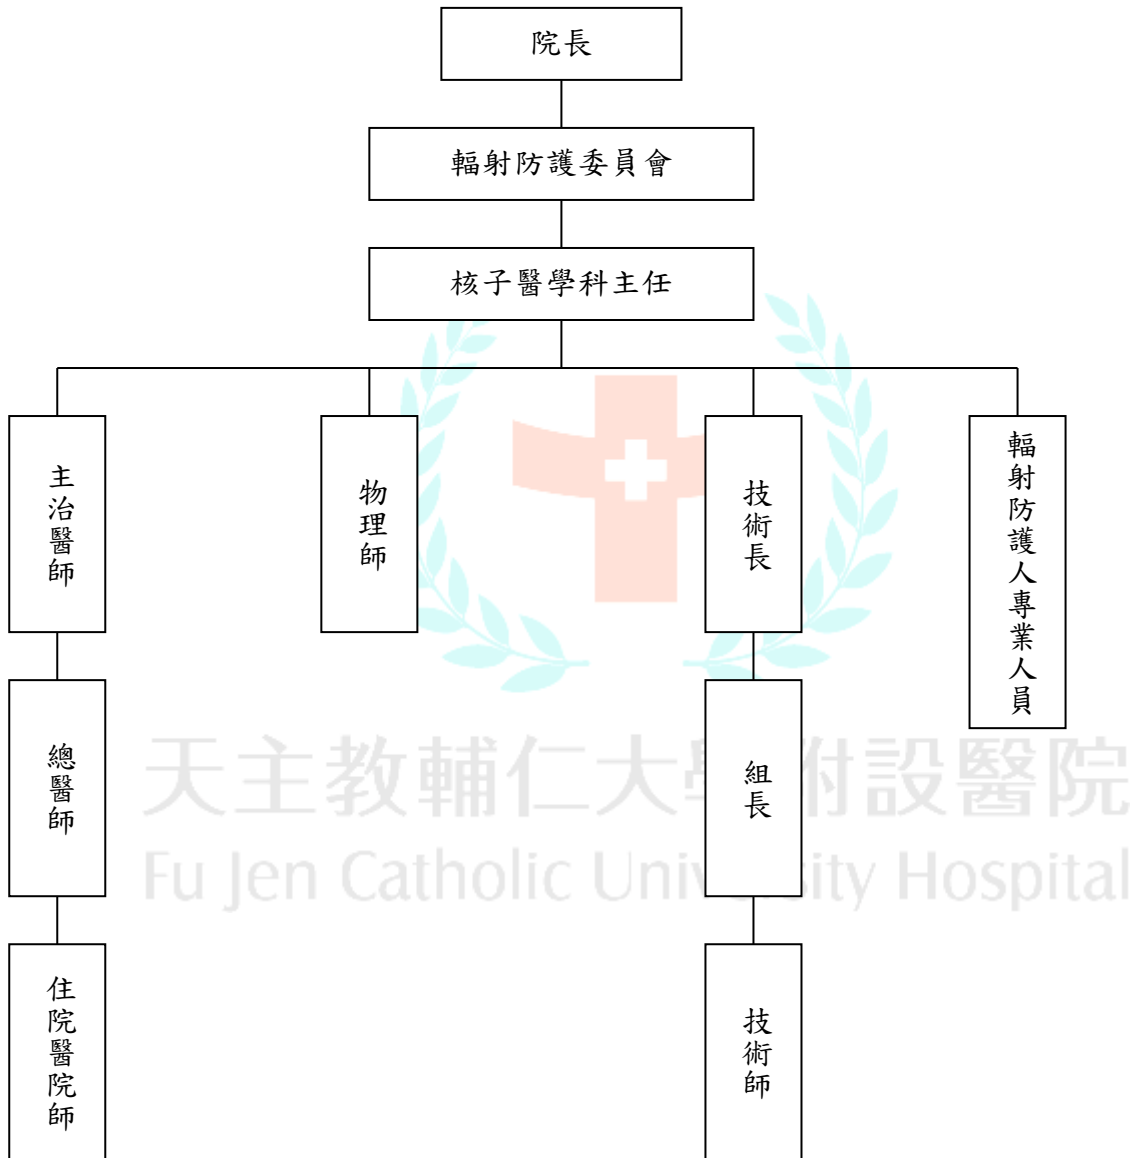 院長
輻射防護委員會
核子醫學科主任
主治醫師
物理師
技術長
輻射防護人專業人員
總醫師
組長
住院醫院師
技術師
天主教輔仁大學附設醫院
Fu Jen Catholic University Hospital